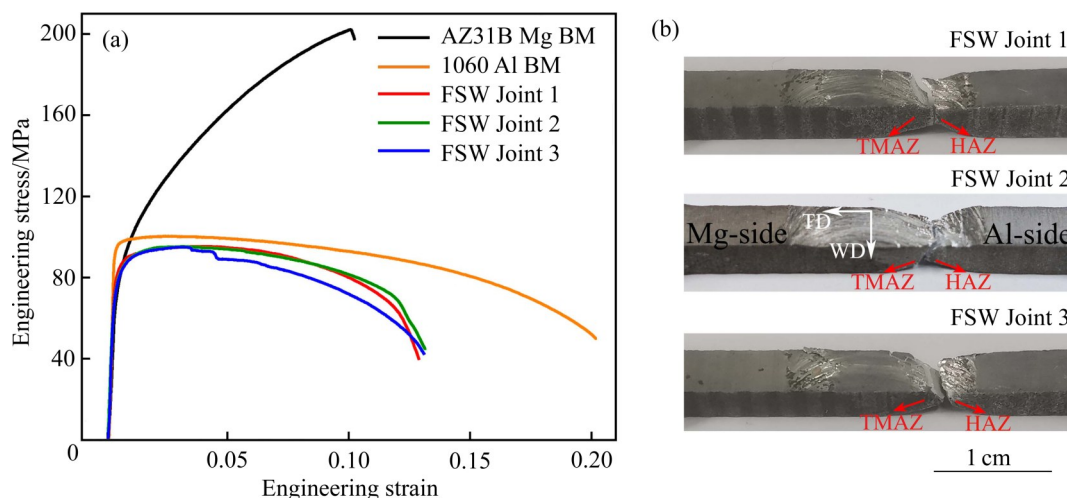 (a)
AZ31B Mg BM
1060 Al BM
FSW Joint 1
FSW Joint 2
FSW Joint 3
200
160
120
80
40
0
0.05
0.10
0.15
0.20
Engineering stress/MPa
Engineering strain
(b)
FSW Joint 1
TMAZ
HAZ
FSW Joint 2
TD
Mg-side
WD
Al-side
TMAZ
HAZ
FSW Joint 3
TMAZ
HAZ
1 cm